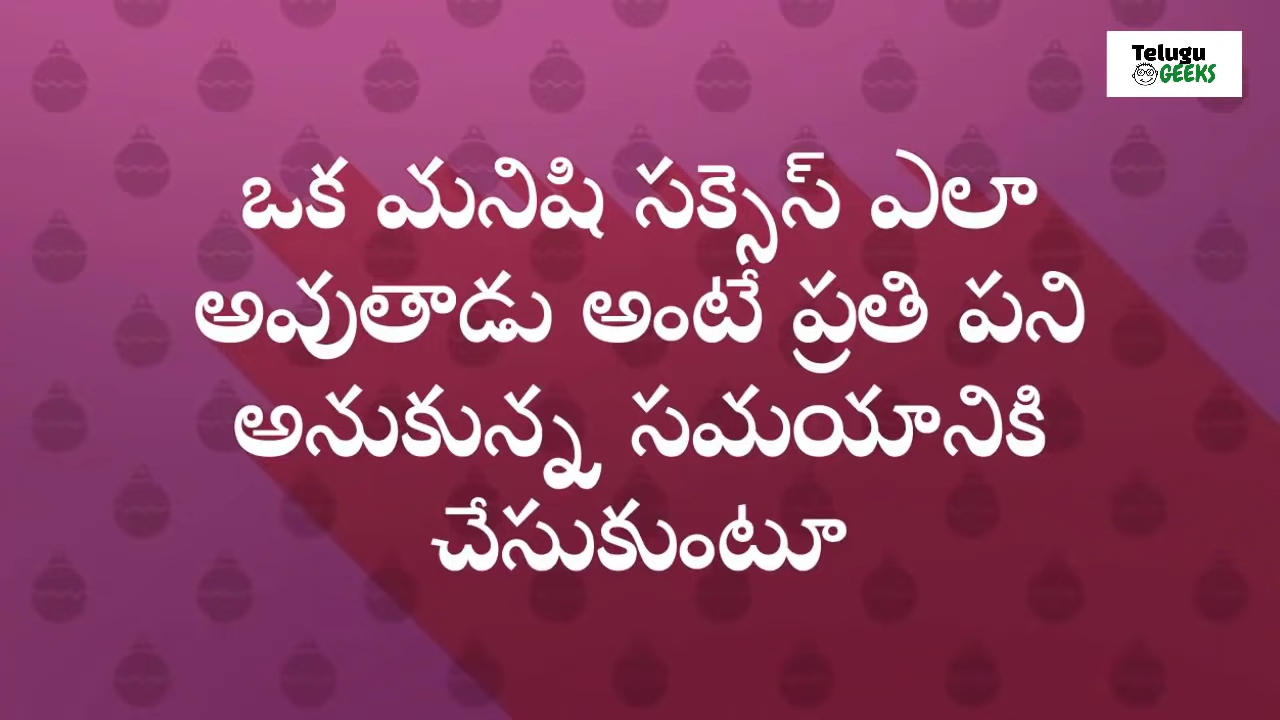 Telugu
GEEKS
ఒక మనిషి సక్సెస్ ఎలా
అవుతాడు అంటే ప్రతి పని
అనుకున్న సమయానికి
చేసుకుంటూ